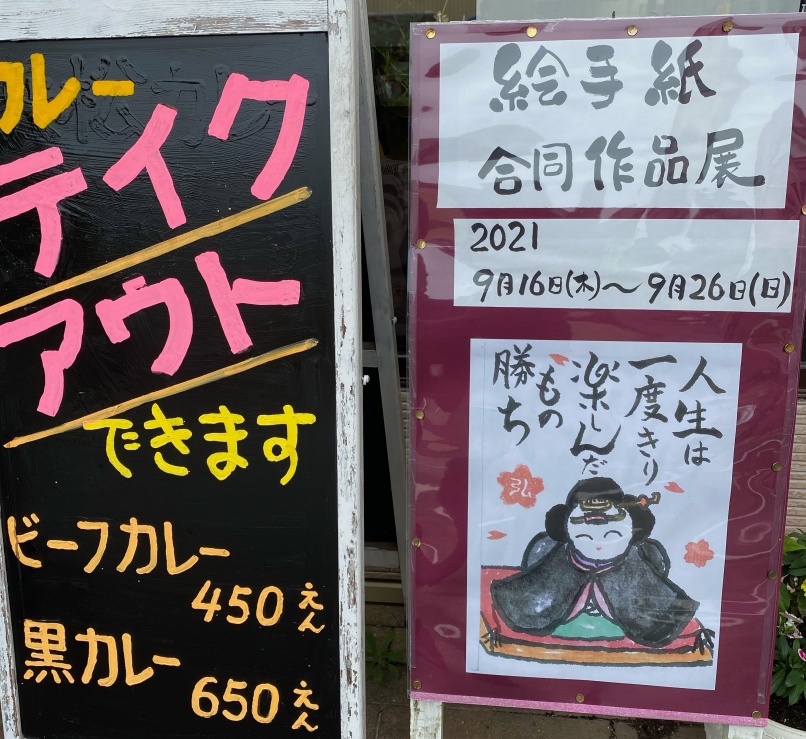 カレー
テイク
アウト
できます
ビーフカレー
450えん
黒カレー
650えん
絵手紙
合同作品展
2021
9月16日(木)～9月26日(日)
人生は
一度きり
楽しんだ
もの
勝ち
弘